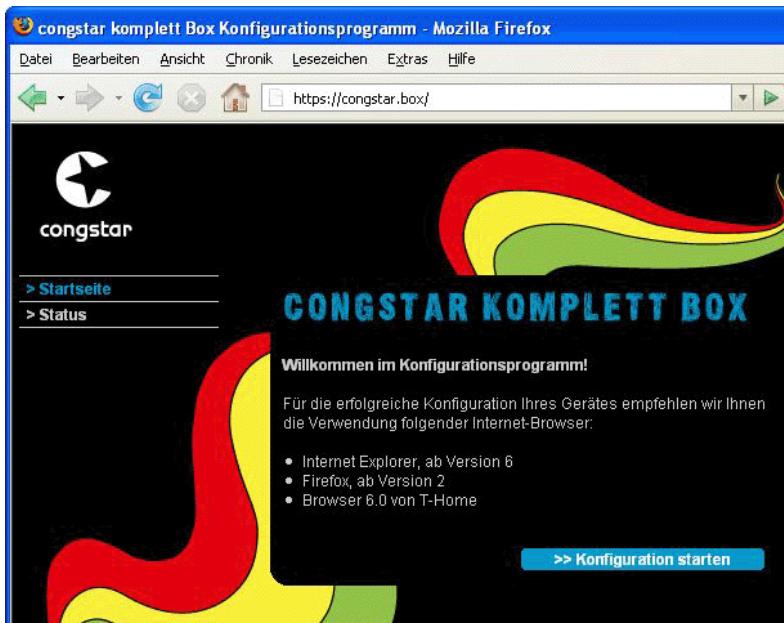 congstar komplett Box Konfigurationsprogramm - Mozilla Firefox
Datei Bearbeiten Ansicht Chronik Lesezeichen Extras Hilfe
https://congstar.box/
congstar
> Startseite
> Status
CONGSTAR KOMPLETT BOX
Willkommen im Konfigurationsprogramm!
Für die erfolgreiche Konfiguration Ihres Gerätes empfehlen wir Ihnen
die Verwendung folgender Internet-Browser:
• Internet Explorer, ab Version 6
• Firefox, ab Version 2
• Browser 6.0 von T-Home
>> Konfiguration starten